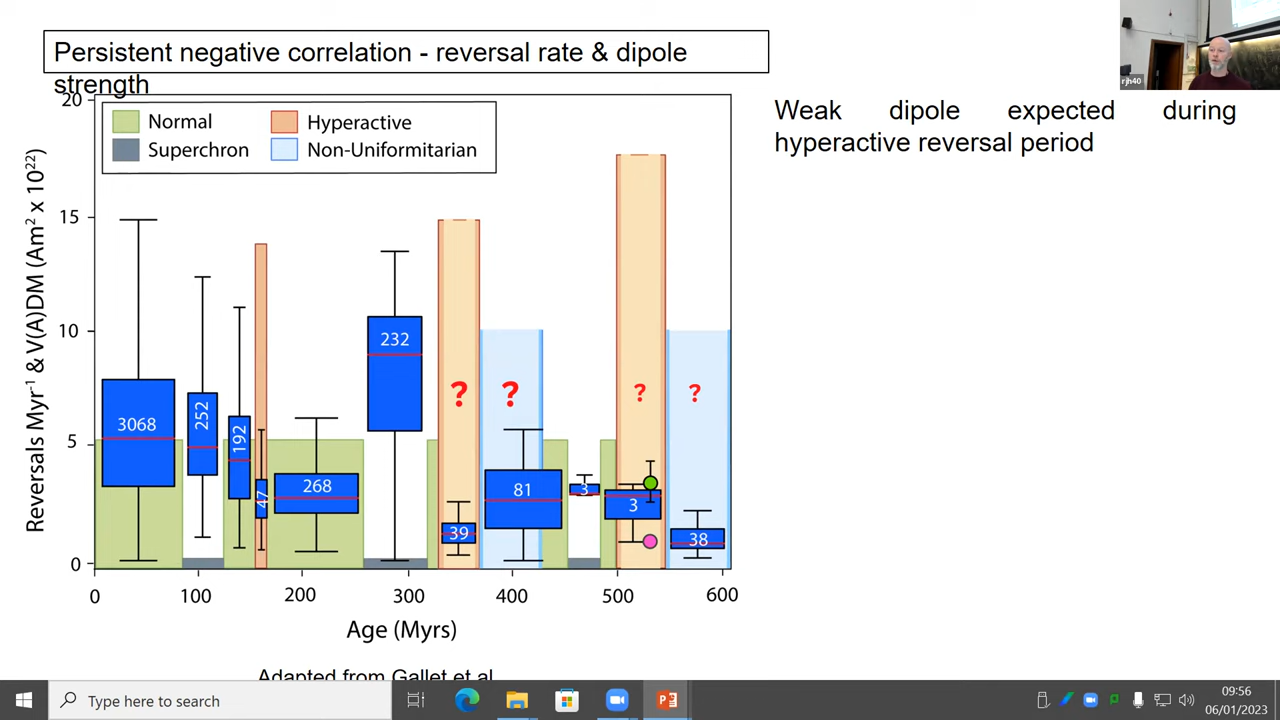 Persistent negative correlation - reversal rate & dipole
strength
Weak dipole expected during
hyperactive reversal period
rjh40
Normal
Hyperactive
Superchron
Non-Uniformitarian
Reversals Myr⁻¹ & V(A)DM (Am² x 10²²)
20
15
10
5
0
3068
252
192
47
268
232
?
?
?
?
39
81
3
3
38
0
100
200
300
400
500
600
Age (Myrs)
Adapted from Gallet et al
Type here to search
09:56
06/01/2023